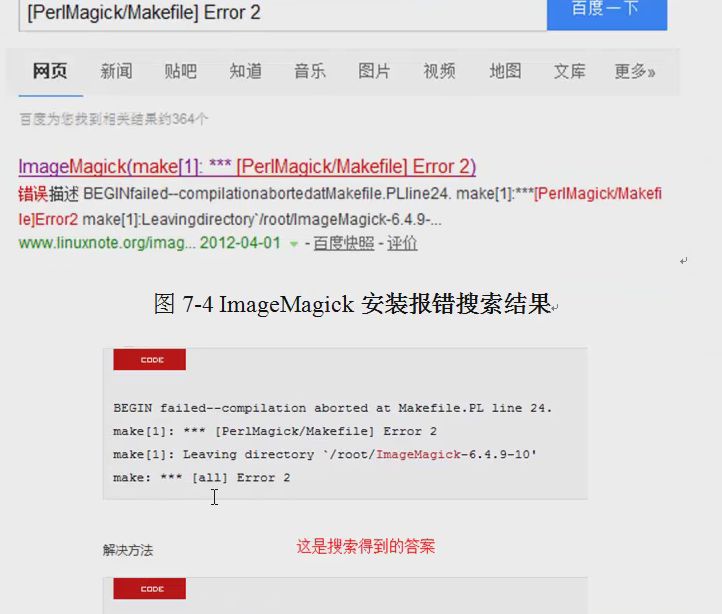 [PerlMagick/Makefile] Error 2
百度一下
网页 新闻 贴吧 知道 音乐 图片 视频 地图 文库 更多»
百度为您找到相关结果约364个
ImageMagick(make[1]: *** [PerlMagick/Makefile] Error 2)
错误描述 BEGINfailed--compilationabortedatMakefile.PLline24. make[1]:***[PerlMagick/Makefi
le]Error2 make[1]:Leavingdirectory`/root/ImageMagick-6.4.9-...
www.linuxnote.org/imag... 2012-04-01 - 百度快照 - 评价
图 7-4 ImageMagick 安装报错搜索结果
CODE
BEGIN failed--compilation aborted at Makefile.PL line 24.
make[1]: *** [PerlMagick/Makefile] Error 2
make[1]: Leaving directory `/root/ImageMagick-6.4.9-10'
make: *** [all] Error 2
解决方法 这是搜索得到的答案
CODE